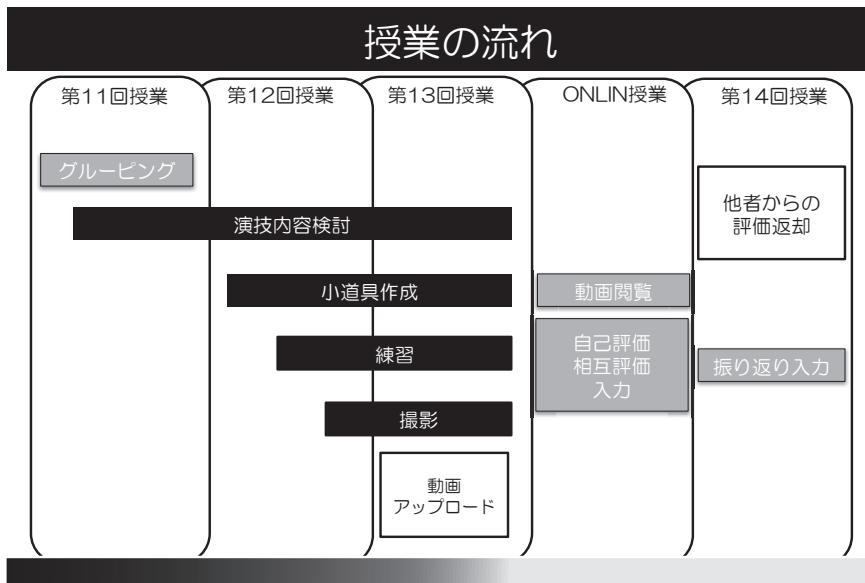 授業の流れ
第11回授業
第12回授業
第13回授業
ONLIN授業
第14回授業
グルーピング
演技内容検討
小道具作成
練習
撮影
動画
アップロード
動画閲覧
自己評価
相互評価
入力
他者からの
評価返却
振り返り入力